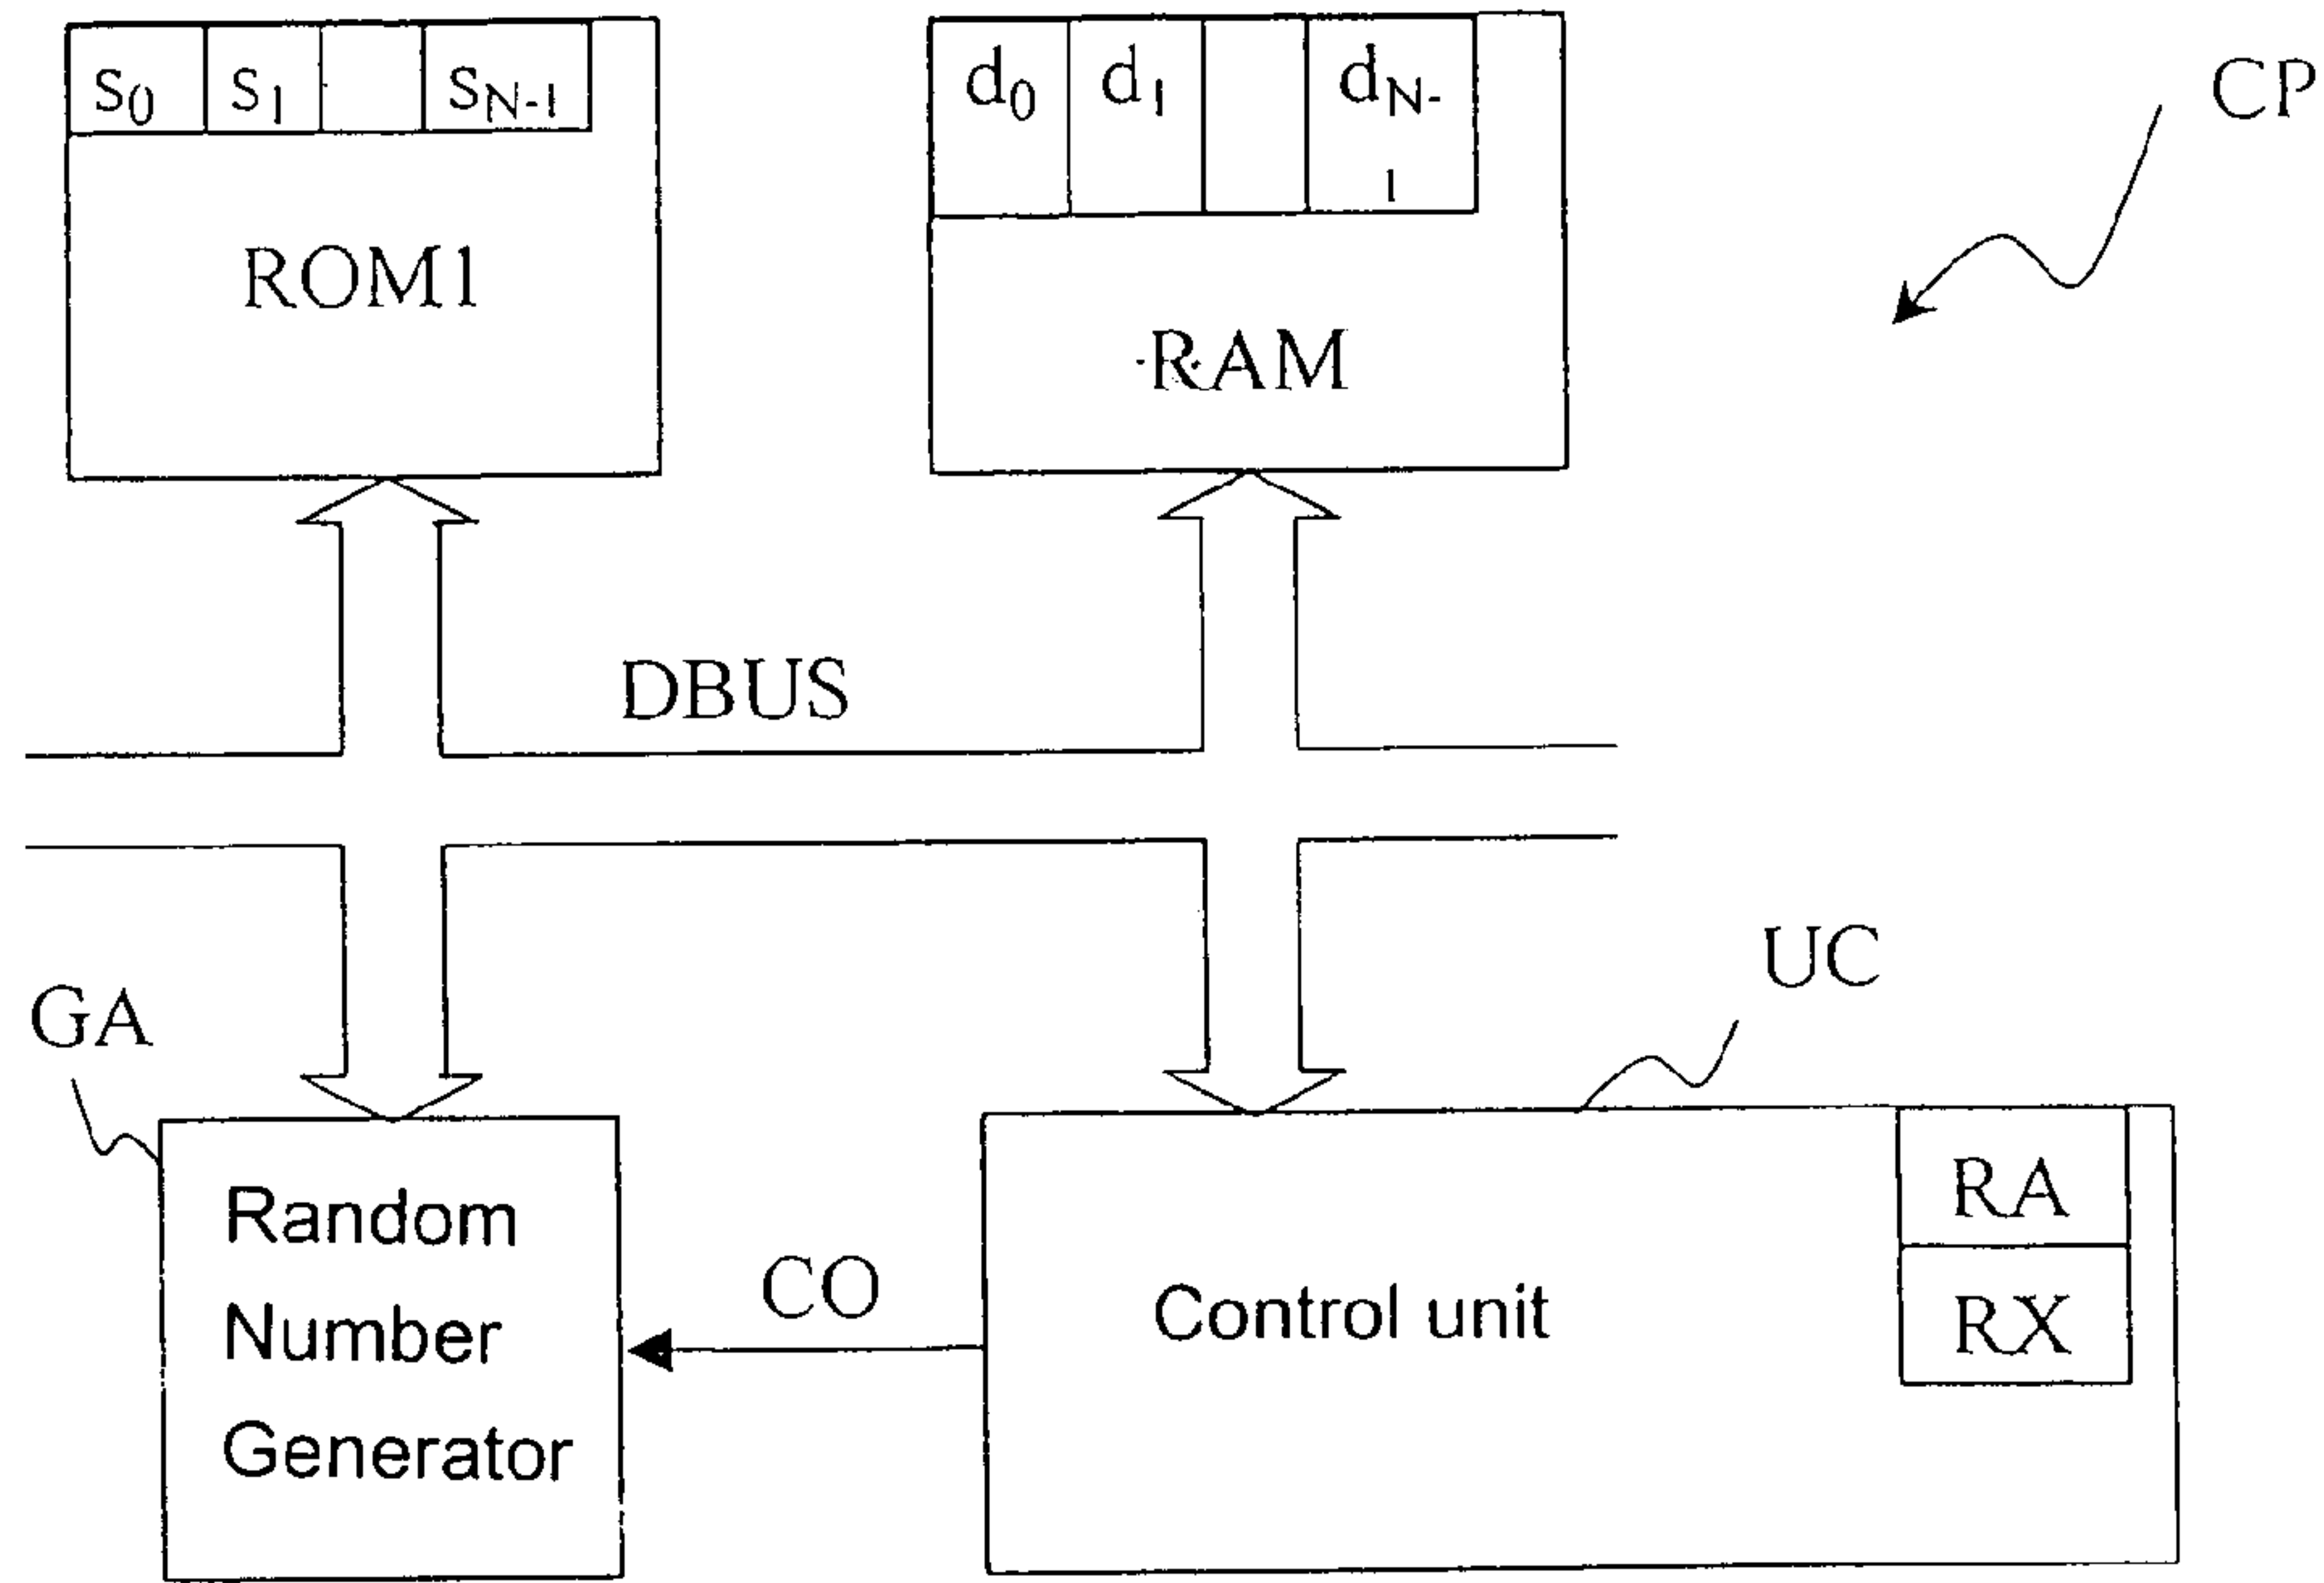 s0 s1 sN-1
d0 d1 dN-1
CP
ROM1
RAM
DBUS
UC
GA
Random
Number
Generator
CO
Control unit
RA
RX